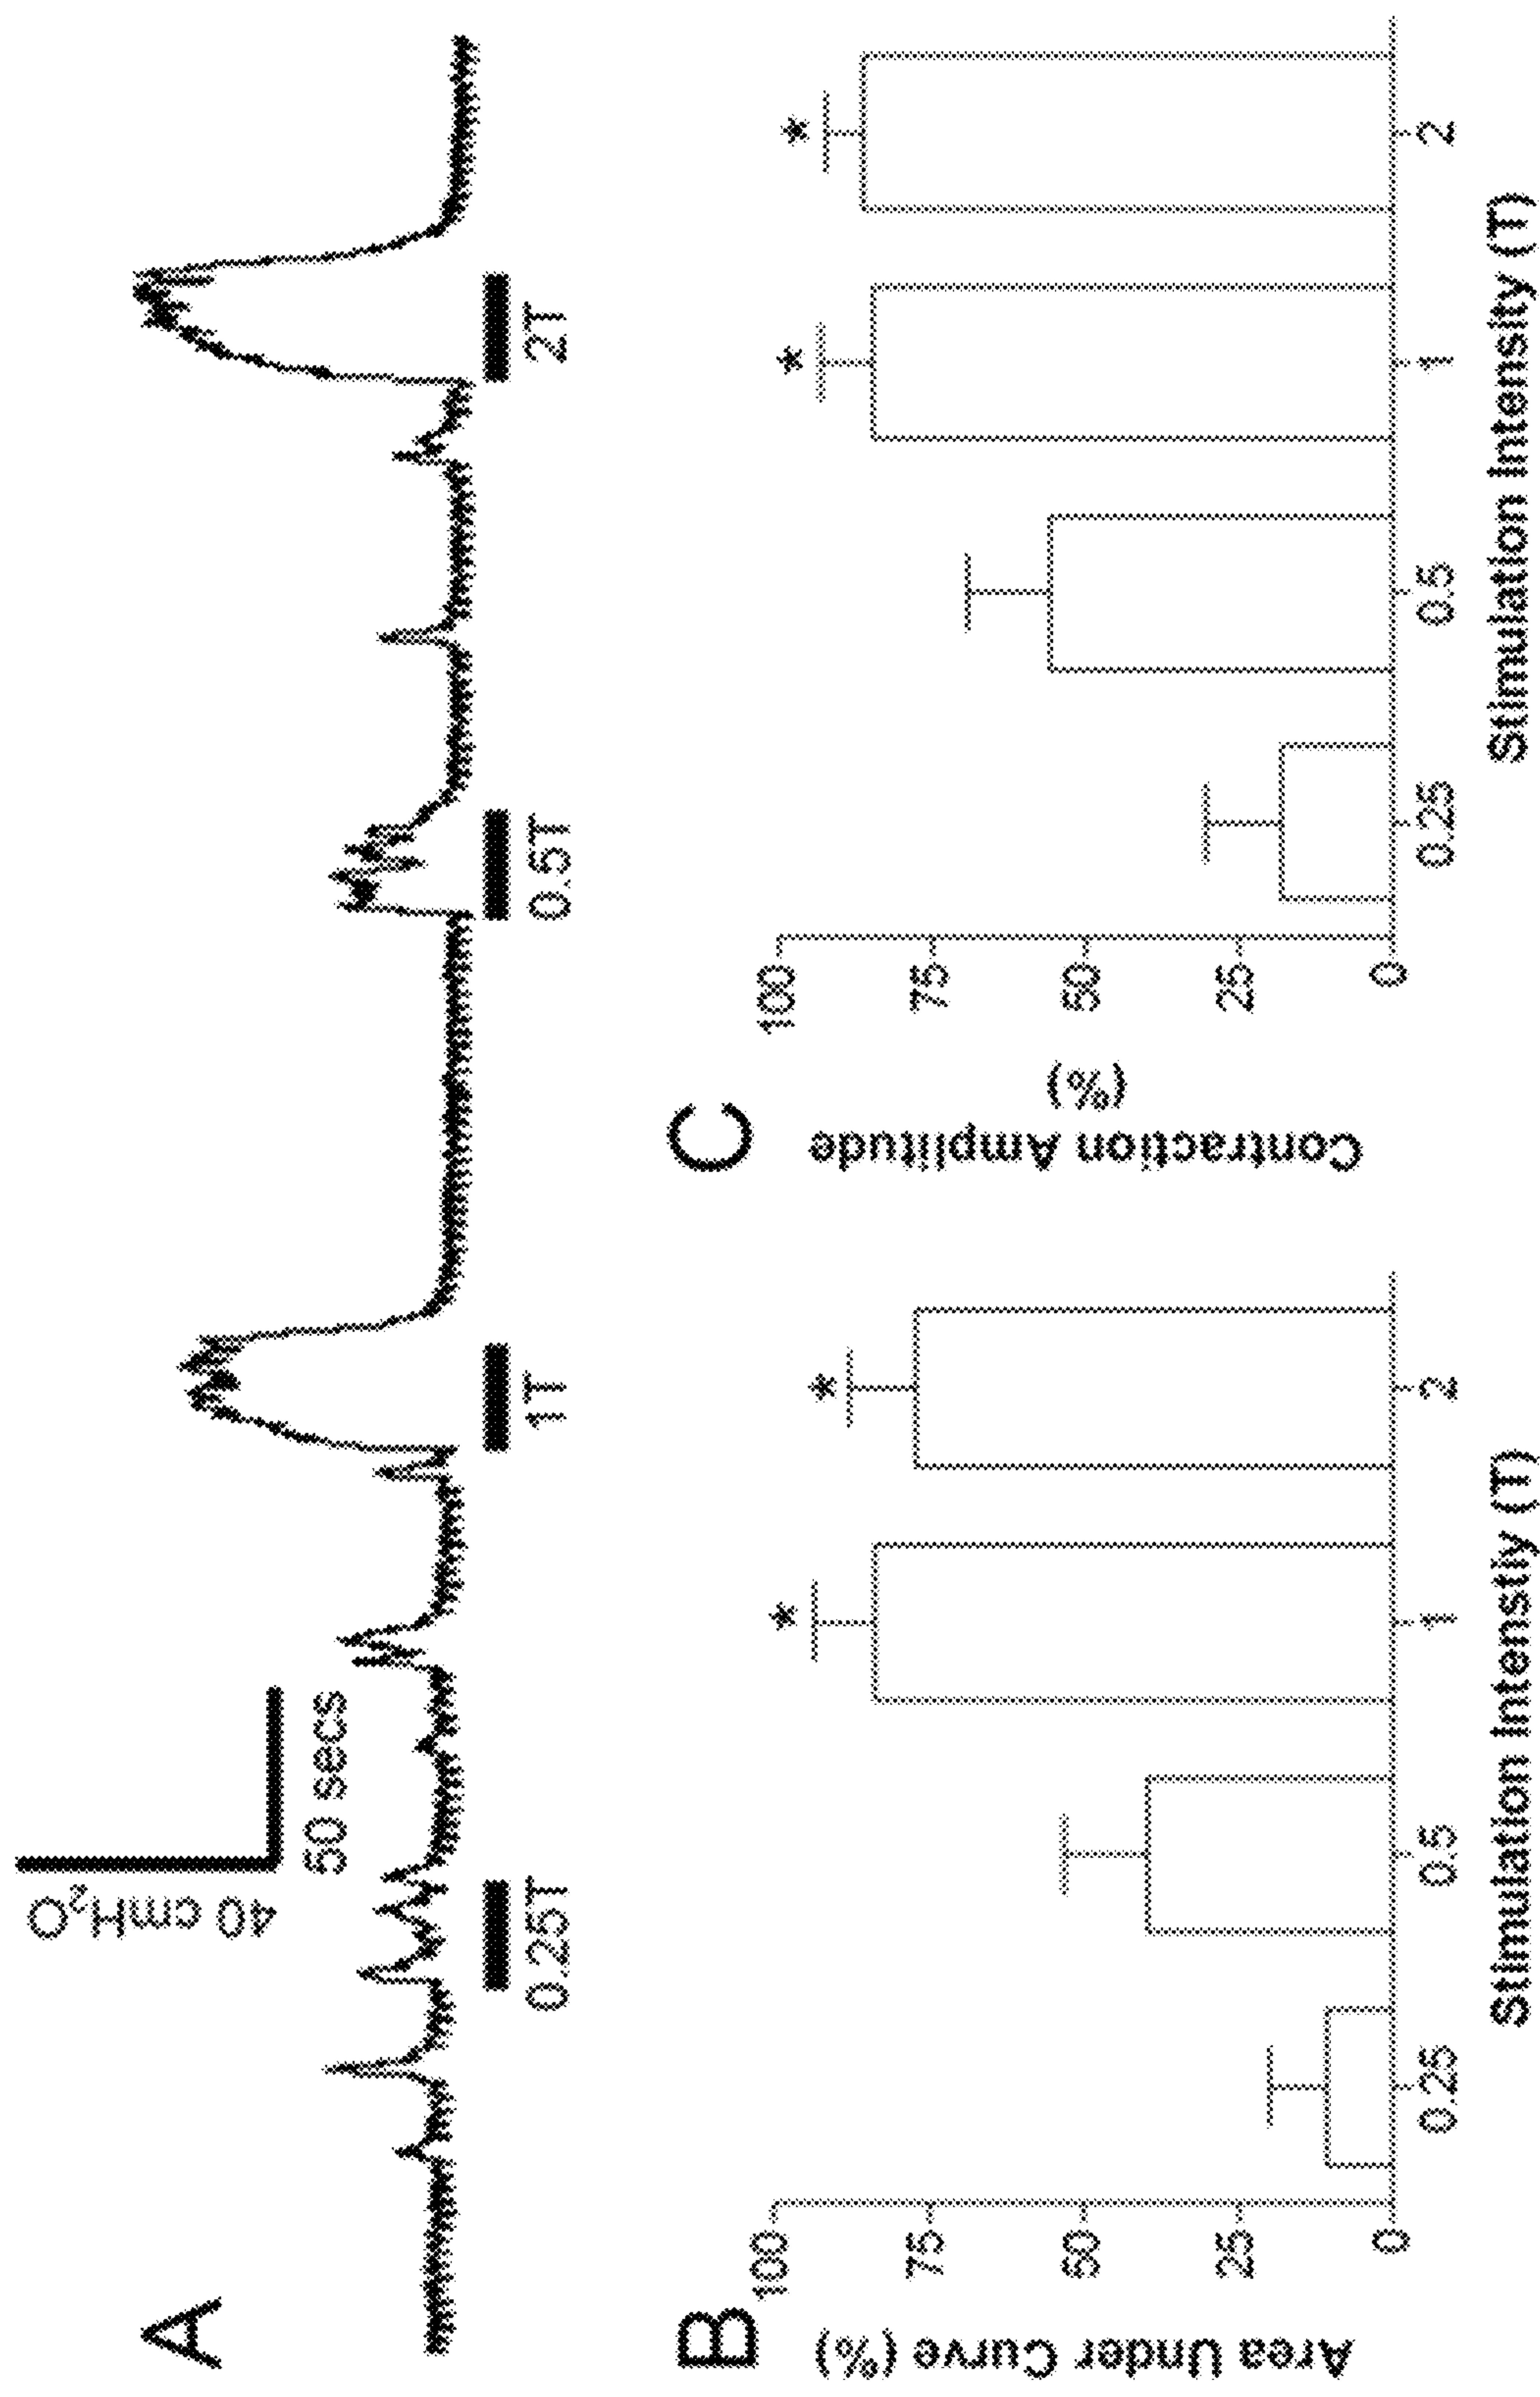 A
40 cmH₂O
50 secs
0.25T
1T
0.5T
2T
B
Area Under Curve (%)
100
75
50
25
0
0.25
0.5
1
2
*
*
Stimulation Intenstiy (T)
C
Contraction Amplitude
(%)
100
75
50
25
0
0.25
0.5
1
2
*
*
Stimulation Intensity (T)